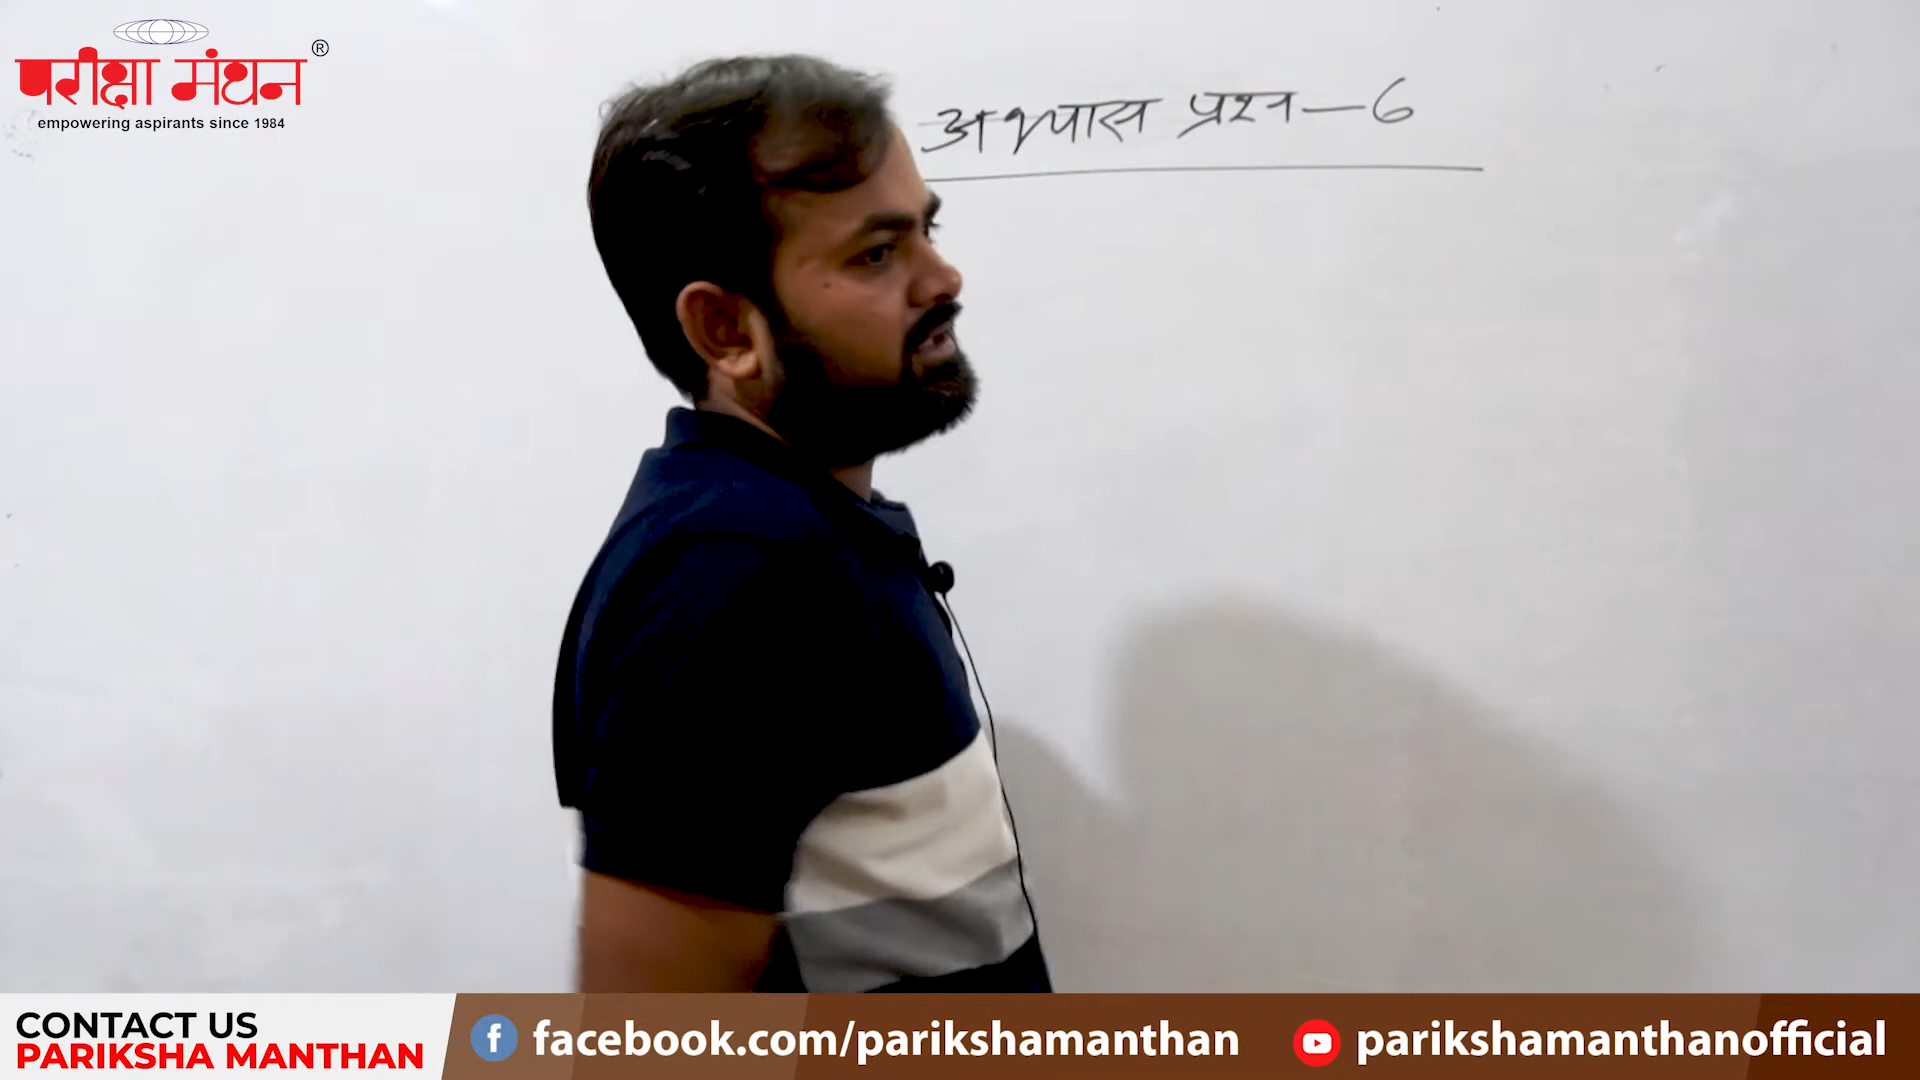 परीक्षा मंथन ®
empowering aspirants since 1984
अभ्यास प्रश्न - 6
CONTACT US
PARIKSHA MANTHAN
f facebook.com/parikshamanthan
parikshamanthanofficial